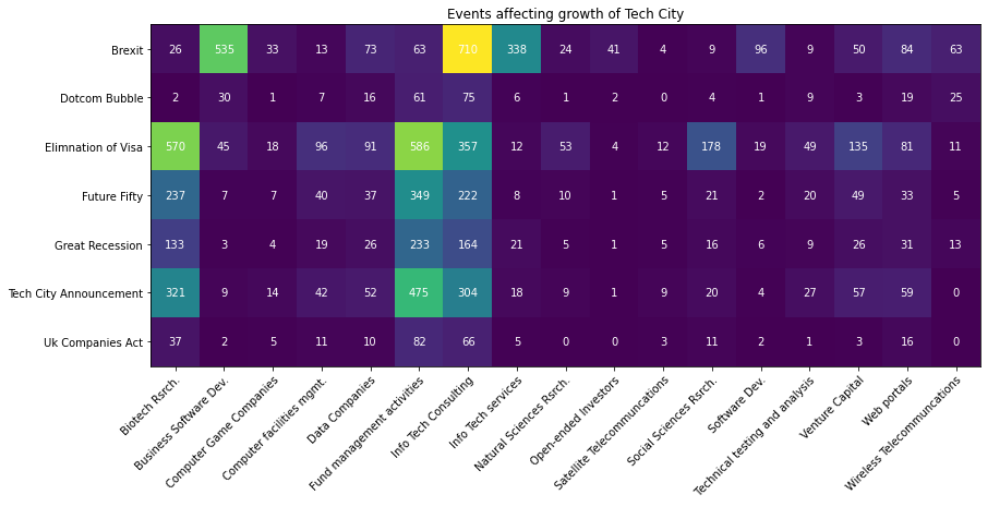 Events affecting growth of Tech City
Brexit 26 535 33 13 73 63 710 338 24 41 4 9 96 9 50 84 63
Dotcom Bubble 2 30 1 7 16 61 75 6 1 2 0 4 1 9 3 19 25
Elimnation of Visa 570 45 18 96 91 586 357 12 53 4 12 178 19 49 135 81 11
Future Fifty 237 7 7 40 37 349 222 8 10 1 5 21 2 20 49 33 5
Great Recession 133 3 4 19 26 233 164 21 5 1 5 16 6 9 26 31 13
Tech City Announcement 321 9 14 42 52 475 304 18 9 1 9 20 4 27 57 59 0
Uk Companies Act 37 2 5 11 10 82 66 5 0 0 3 11 2 1 3 16 0
Biotech Rsrch.
Business Software Dev.
Computer Game Companies
Computer facilities mgmt.
Data Companies
Fund management activities
Info Tech Consulting
Info Tech services
Natural Sciences Rsrch.
Open-ended Investors
Satellite Telecommuncations
Social Sciences Rsrch.
Software Dev.
Technical testing and analysis
Venture Capital
Web portals
Wireless Telecommuncations